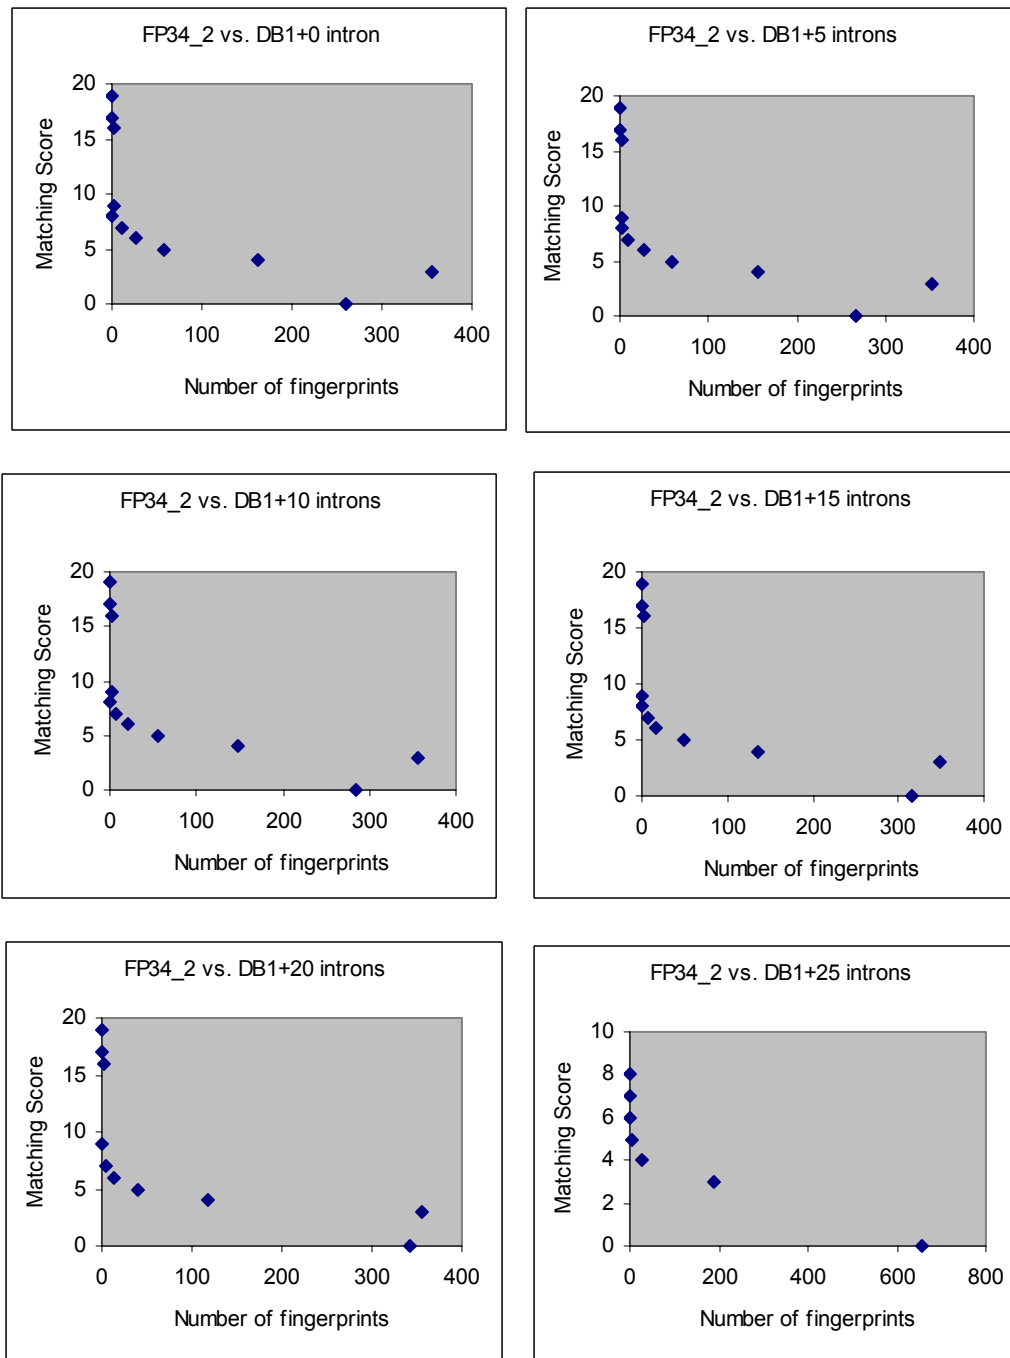 FP34_2 vs. DB1+0 intron
Matching Score
20
15
10
5
0
0 100 200 300 400
Number of fingerprints
FP34_2 vs. DB1+5 introns
Matching Score
20
15
10
5
0
0 100 200 300 400
Number of fingerprints
FP34_2 vs. DB1+10 introns
Matching Score
20
15
10
5
0
0 100 200 300 400
Number of fingerprints
FP34_2 vs. DB1+15 introns
Matching Score
20
15
10
5
0
0 100 200 300 400
Number of fingerprints
FP34_2 vs. DB1+20 introns
Matching Score
20
15
10
5
0
0 100 200 300 400
Number of fingerprints
FP34_2 vs. DB1+25 introns
Matching Score
10
8
6
4
2
0
0 200 400 600 800
Number of fingerprints